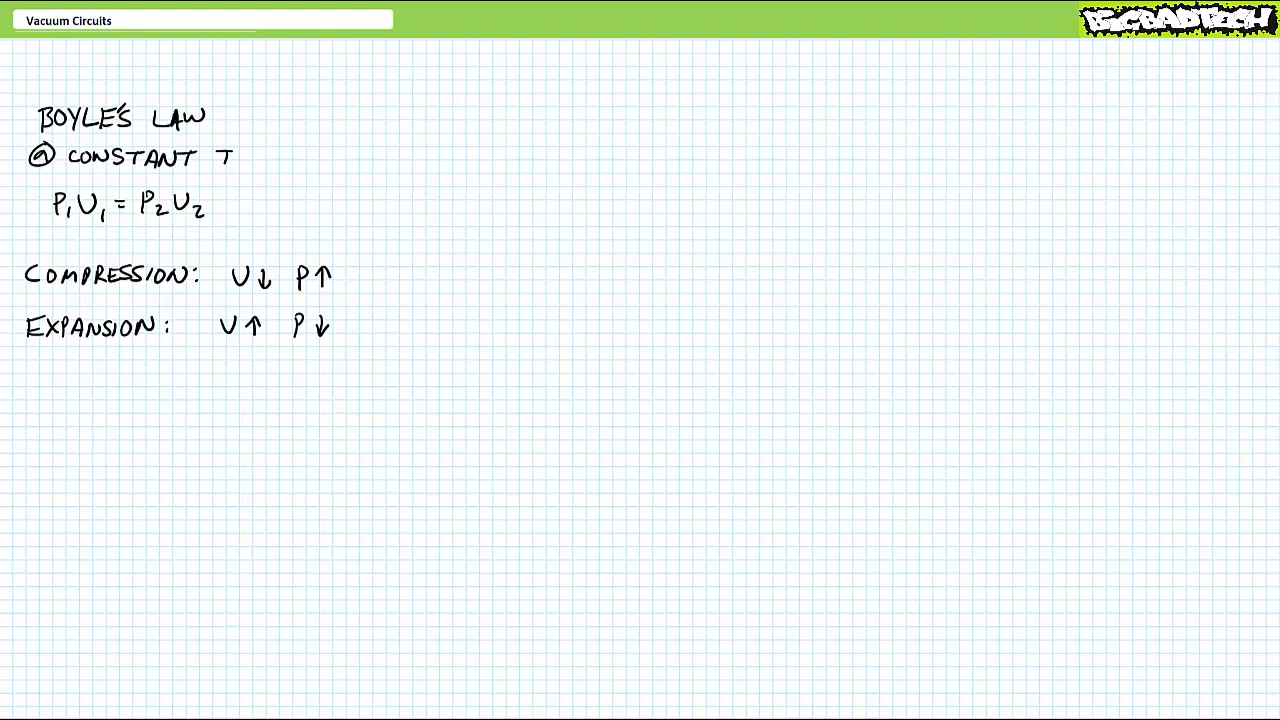 Vacuum Circuits
BIGBADTECH
BOYLE'S LAW
@ CONSTANT T
P₁V₁ = P₂V₂
COMPRESSION: V↓ P↑
EXPANSION: V↑ P↓